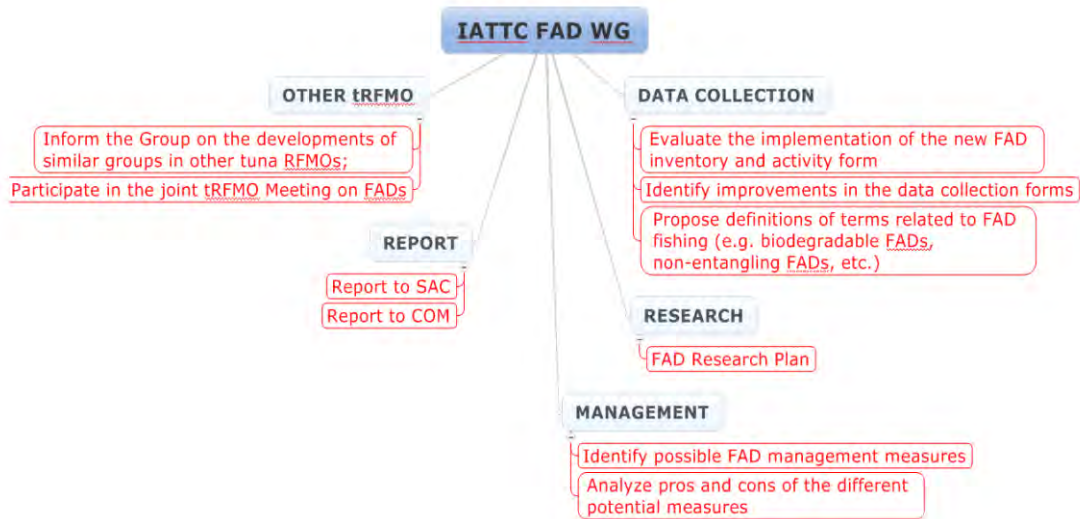 IATTC FAD WG
OTHER tRFMO
Inform the Group on the developments of
similar groups in other tuna RFMOs;
Participate in the joint tRFMO Meeting on FADs
REPORT
Report to SAC
Report to COM
DATA COLLECTION
Evaluate the implementation of the new FAD
inventory and activity form
Identify improvements in the data collection forms
Propose definitions of terms related to FAD
fishing (e.g. biodegradable FADs,
non-entangling FADs, etc.)
RESEARCH
FAD Research Plan
MANAGEMENT
Identify possible FAD management measures
Analyze pros and cons of the different
potential measures